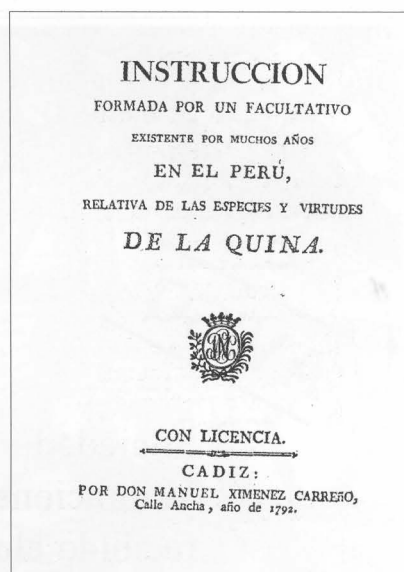 INSTRUCCION
FORMADA POR UN FACULTATIVO
EXISTENTE POR MUCHOS AÑOS
EN EL PERÚ,
RELATIVA DE LAS ESPECIES Y VIRTUDES
DE LA QUINA.
CON LICENCIA.
CADIZ:
POR DON MANUEL XIMENEZ CARREÑO,
Calle Ancha, año de 1792.